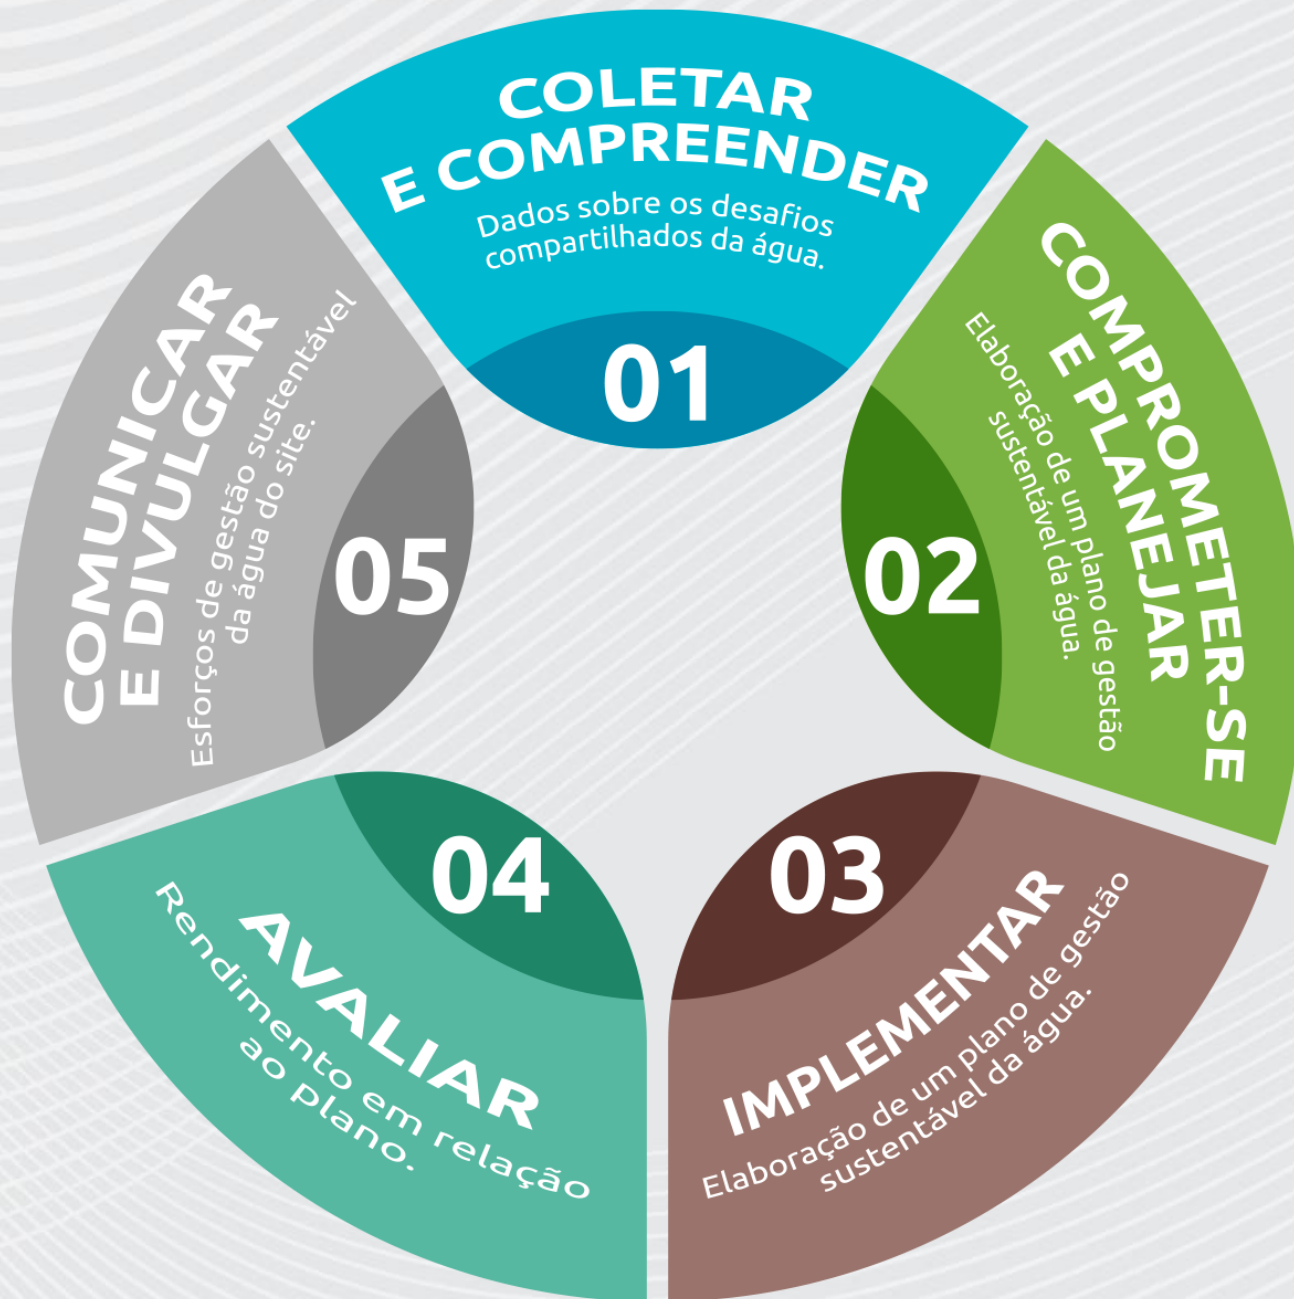 COLETAR
E COMPREENDER
Dados sobre os desafios
compartilhados da água.
01
COMPROMETER-SE
E PLANEJAR
Elaboração de um plano de gestão
sustentável da água.
02
03
IMPLEMENTAR
Elaboração de um plano de gestão
sustentável da água.
04
AVALIAR
Rendimento em relação
ao plano.
COMUNICAR
E DIVULGAR
Esforços de gestão sustentável
da água do site.
05